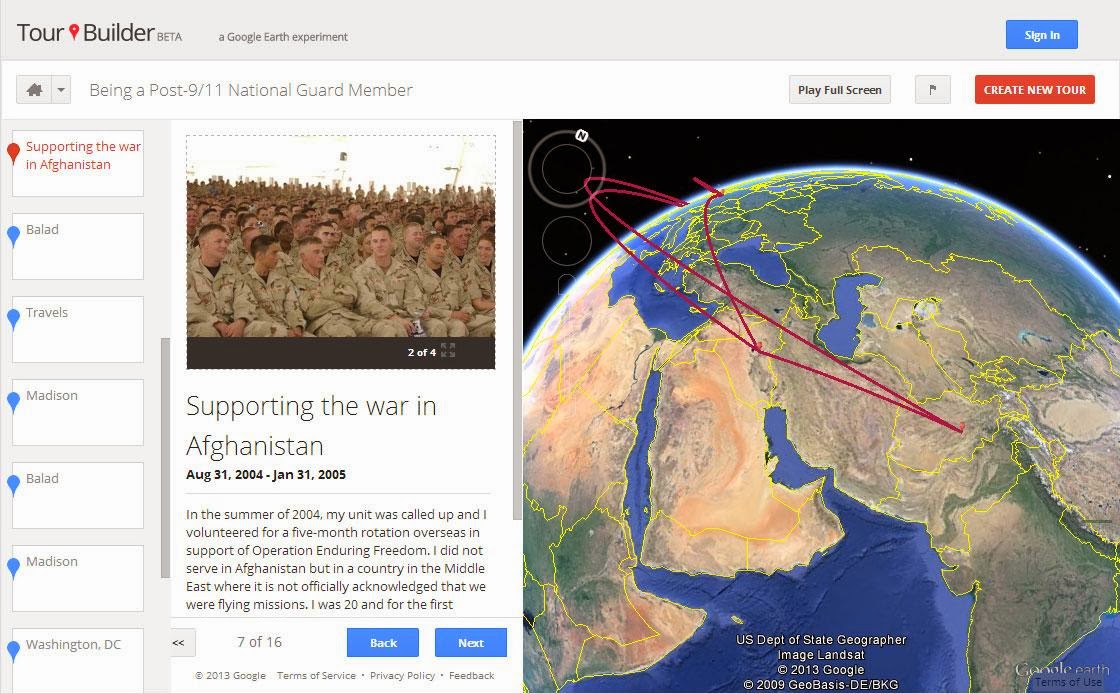 Tour Builder BETA a Google Earth experiment
Sign In
Being a Post-9/11 National Guard Member
Play Full Screen
CREATE NEW TOUR
Supporting the war
in Afghanistan
Balad
Travels
Madison
Balad
Madison
Washington, DC
2 of 4
Supporting the war in
Afghanistan
Aug 31, 2004 - Jan 31, 2005
In the summer of 2004, my unit was called up and I
volunteered for a five-month rotation overseas in
support of Operation Enduring Freedom. I did not
serve in Afghanistan but in a country in the Middle
East where it is not officially acknowledged that we
were flying missions. I was 20 and for the first
<<
7 of 16
Back
Next
© 2013 Google Terms of Service • Privacy Policy • Feedback
N
US Dept of State Geographer
Image Landsat
© 2013 Google
© 2009 GeoBasis-DE/BKG
Google earth
Terms of Use